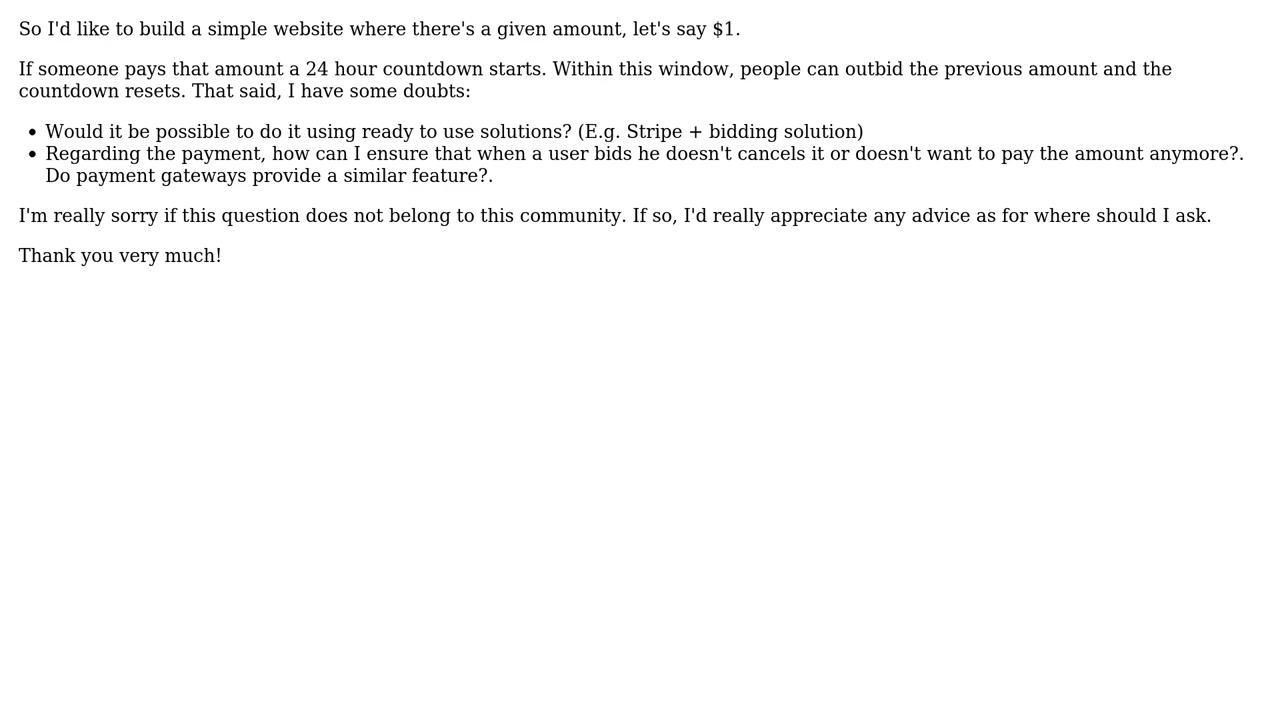 So I'd like to build a simple website where there's a given amount, let's say $1.
If someone pays that amount a 24 hour countdown starts. Within this window, people can outbid the previous amount and the
countdown resets. That said, I have some doubts:
• Would it be possible to do it using ready to use solutions? (E.g. Stripe + bidding solution)
• Regarding the payment, how can I ensure that when a user bids he doesn't cancels it or doesn't want to pay the amount anymore?.
Do payment gateways provide a similar feature?.
I'm really sorry if this question does not belong to this community. If so, I'd really appreciate any advice as for where should I ask.
Thank you very much!